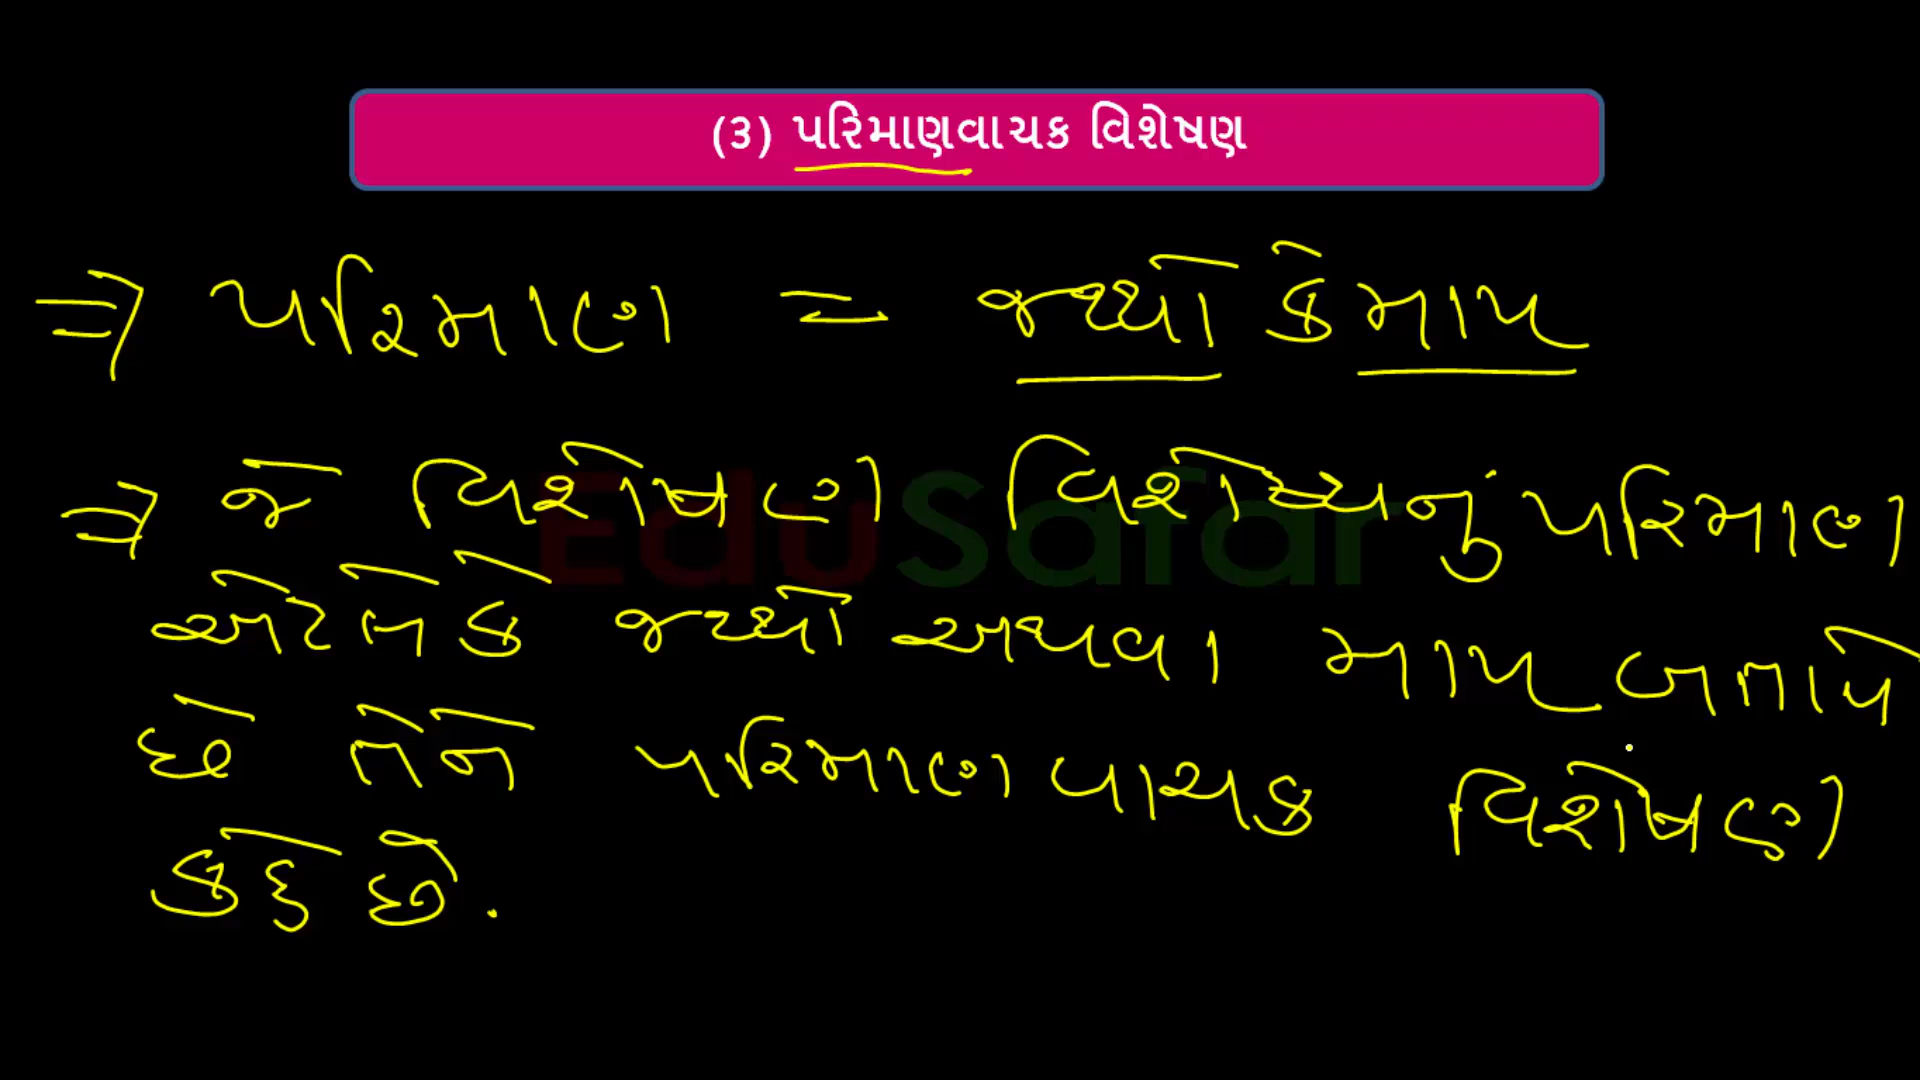 (૩) પરિમાણવાચક વિશેષણ
⇒ પરિમાણ = જથ્થો કે માપ
⇒ જે વિશેષણ વિશેષ્યનું પરિમાણ
એટલે કે જથ્થો અથવા માપ બતાવે
છે તેને પરિમાણવાચક વિશેષણ
કહે છે.
EduSafar